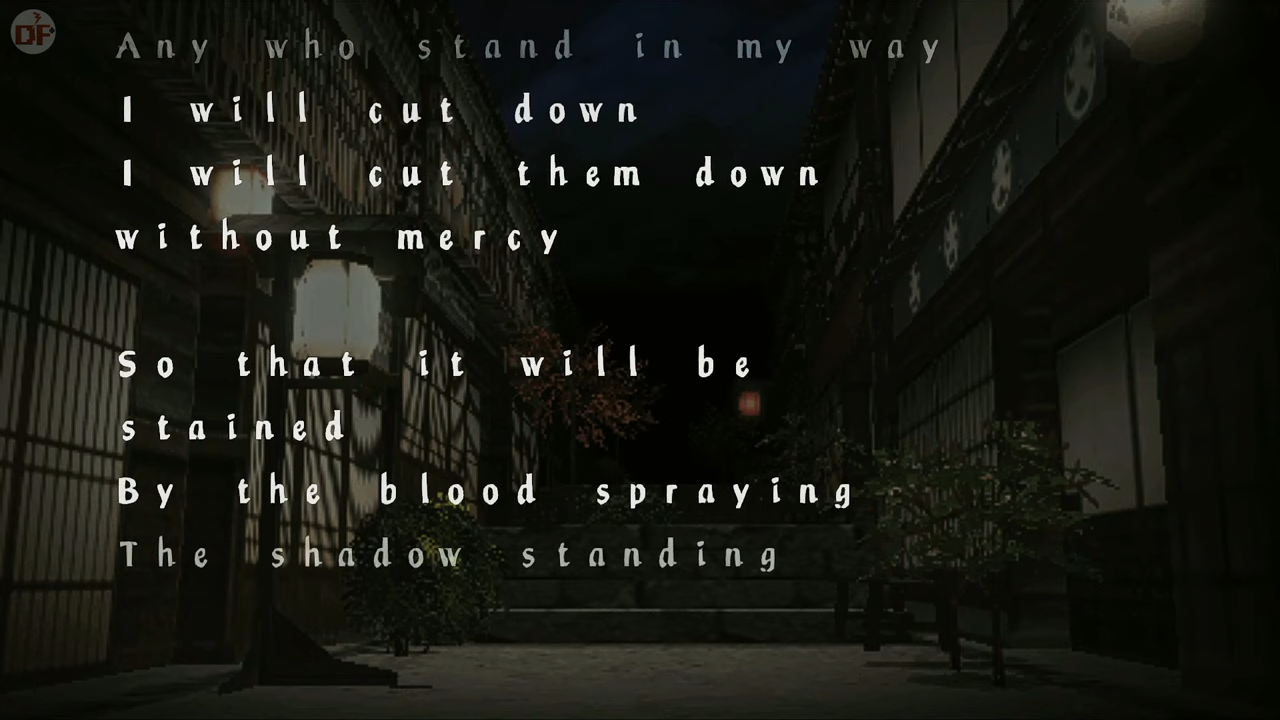 DF
Any who stand in my way
I will cut down
I will cut them down
without mercy
So that it will be
stained
By the blood spraying
The shadow standing